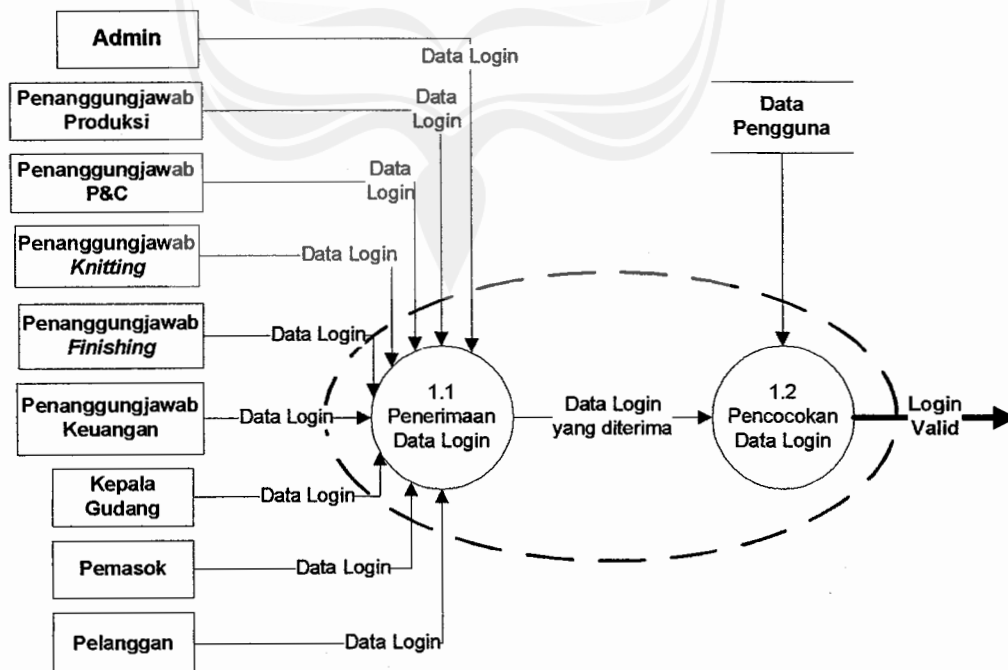 Admin
Data Login
Penanggungjawab
Produksi
Data
Login
Data
Pengguna
Penanggungjawab
P&C
Data
Login
Penanggungjawab
Knitting
Data Login
Penanggungjawab
Finishing
Data Login
Penanggungjawab
Keuangan
Data Login
1.1
Penerimaan
Data Login
Data Login
yang diterima
1.2
Pencocokan
Data Login
Login
Valid
Kepala
Gudang
Data Login
Pemasok
Data Login
Pelanggan
Data Login